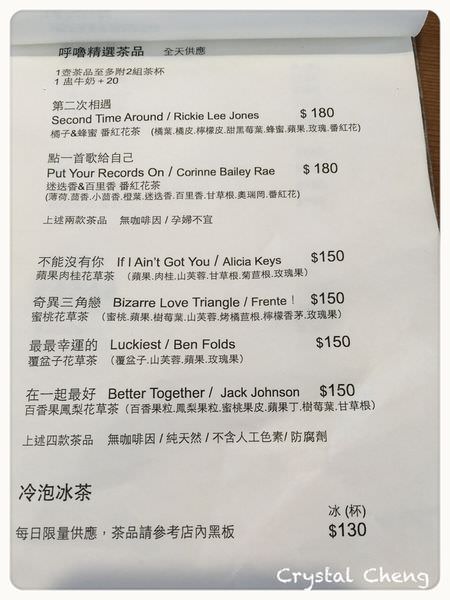 呼嚕精選茶品 全天供應
1壺茶品至多附2組茶杯
1 盅牛奶+20
第二次相遇
Second Time Around / Rickie Lee Jones $ 180
橘子&蜂蜜 番紅花茶 (橘葉.橘皮.檸檬皮.甜黑莓葉.蜂蜜.蘋果.玫瑰.番紅花)
點一首歌給自己
Put Your Records On / Corinne Bailey Rae $ 180
迷迭香&百里香 番紅花茶
(薄荷.茴香.小茴香.橙葉.迷迭香.百里香.甘草根.奧瑞岡.番紅花)
上述兩款茶品 無咖啡因/孕婦不宜
不能沒有你 If I Ain't Got You / Alicia Keys $150
蘋果肉桂花草茶 (蘋果.肉桂.山芙蓉.甘草根.菊苣根.玫瑰果)
奇異三角戀 Bizarre Love Triangle / Frente! $150
蜜桃花草茶 (蜜桃.蘋果.樹莓葉.山芙蓉.烤橘苣根.檸檬香茅.玫瑰果)
最最幸運的 Luckiest / Ben Folds $150
覆盆子花草茶 (覆盆子.山芙蓉.蘋果.玫瑰果)
在一起最好 Better Together / Jack Johnson $150
百香果鳳梨花草茶 (百香果粒.鳳梨果粒.蜜桃果皮.蘋果丁.樹莓葉.甘草根)
上述四款茶品 無咖啡因/純天然/不含人工色素/防腐劑
冷泡冰茶
冰 (杯)
每日限量供應,茶品請參考店內黑板 $130
Crystal Cheng